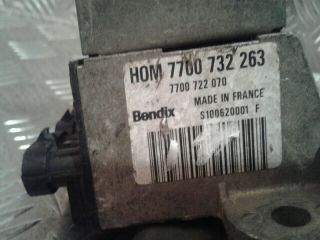 HOM 7700 732 263
7700 722 070
MADE IN FRANCE
Bendix S100620001 F